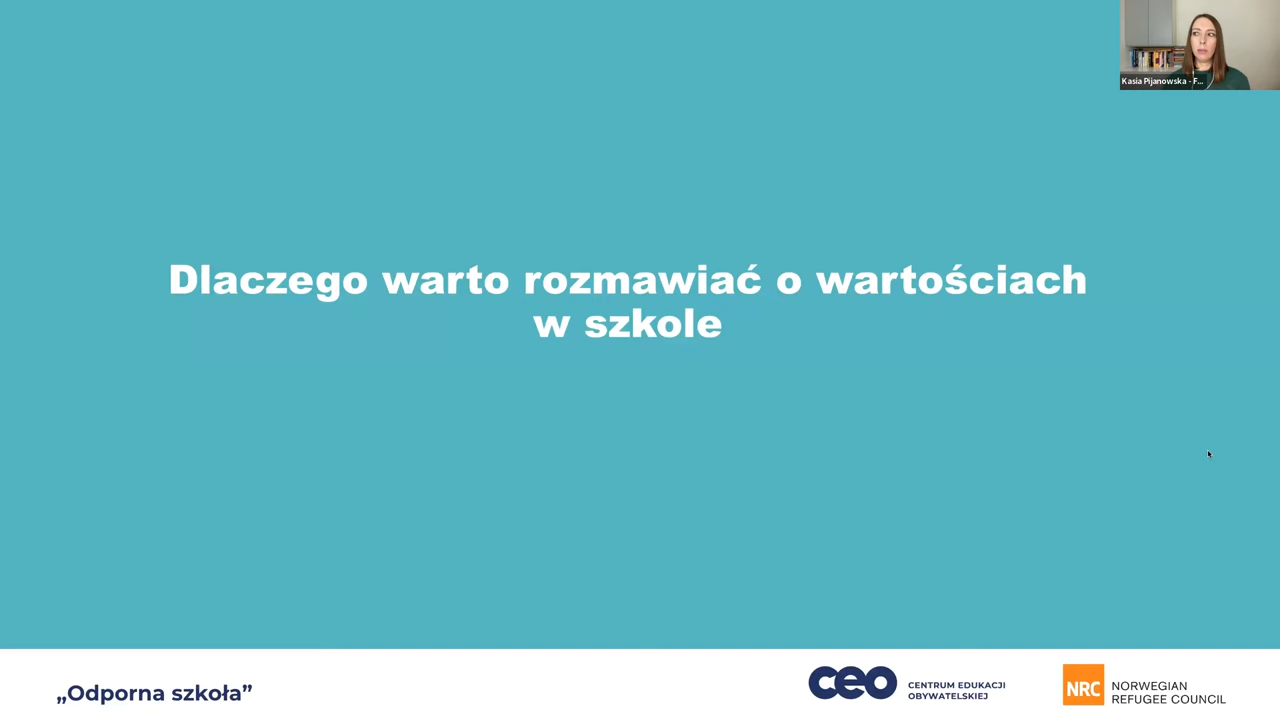 Kasia Pijanowska - F...
Dlaczego warto rozmawiać o wartościach
w szkole
„Odporna szkoła”
ceo
CENTRUM EDUKACJI
OBYWATELSKIEJ
NRC
NORWEGIAN
REFUGEE COUNCIL